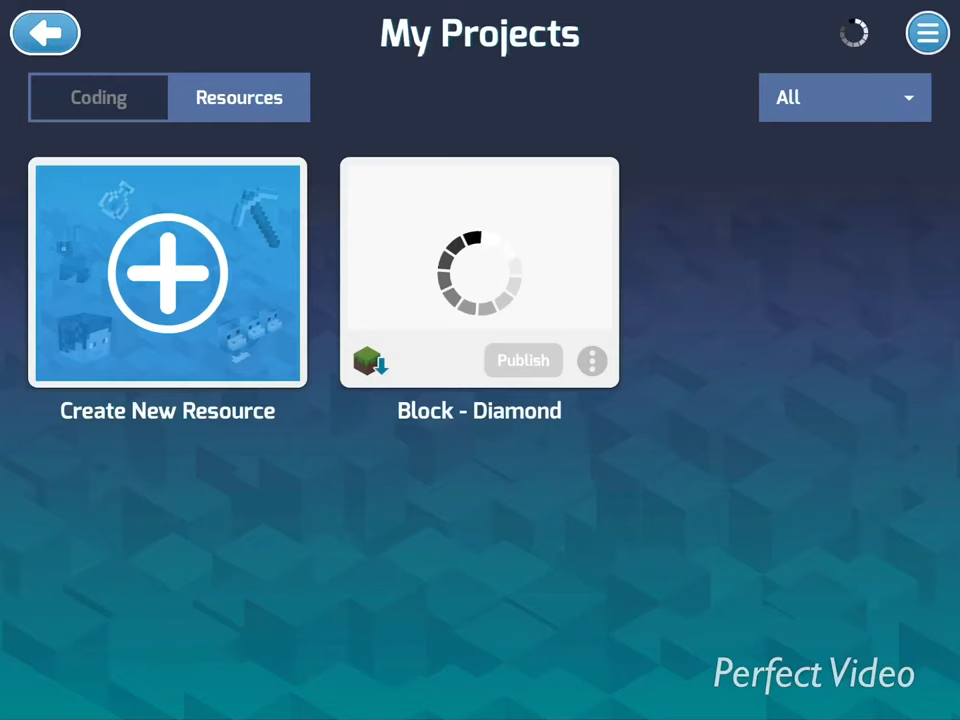 My Projects
Coding
Resources
All
Publish
Create New Resource
Block - Diamond
Perfect Video